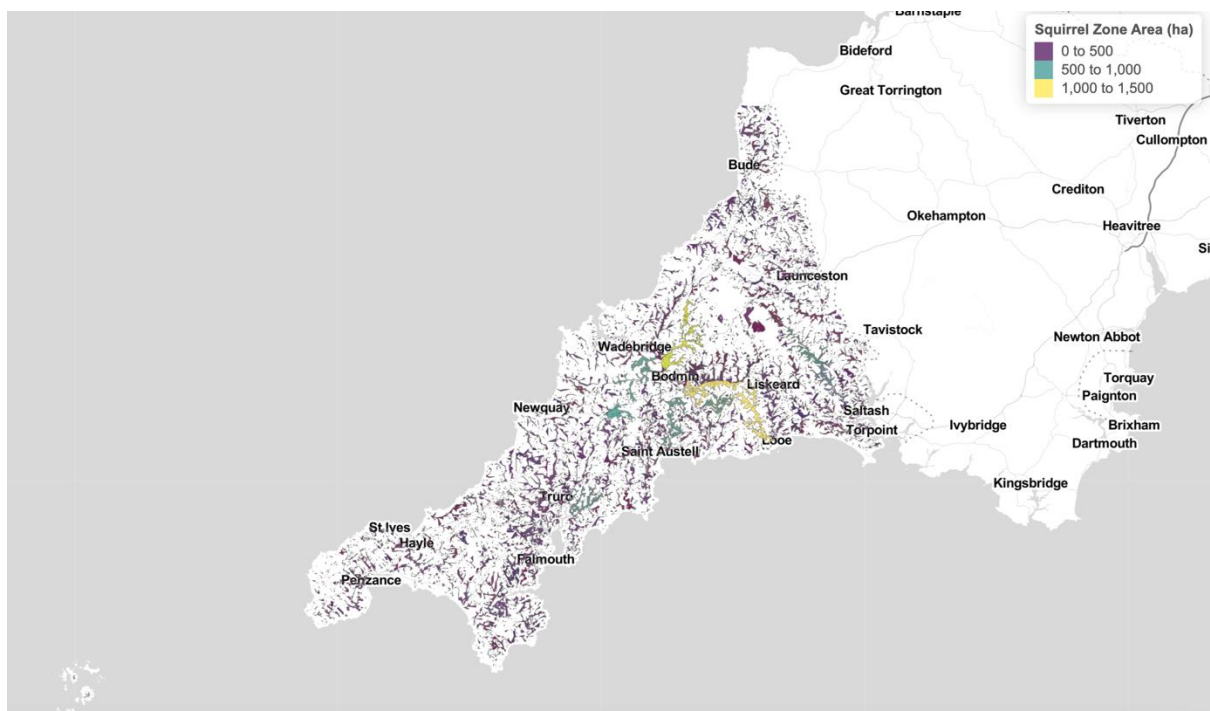 Barnstaple
Squirrel Zone Area (ha)
0 to 500
500 to 1,000
1,000 to 1,500
Bideford
Great Torrington
Tiverton
Cullompton
Bude
Crediton
Okehampton
Heavitree
Si
Launceston
Tavistock
Newton Abbot
Wadebridge
Bodmin
Liskeard
Torquay
Paignton
Newquay
Saltash
Torpoint
Ivybridge
Brixham
Looe
Dartmouth
Saint Austell
Kingsbridge
Truro
St Ives
Hayle
Falmouth
Penzance